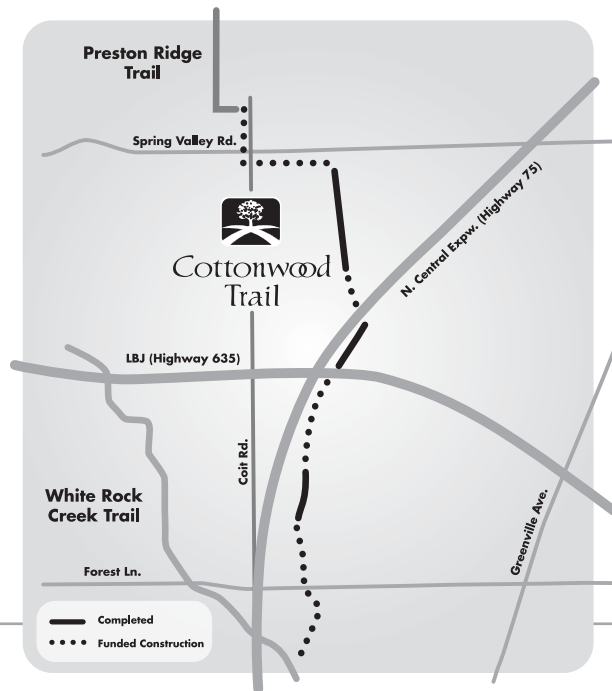 Preston Ridge
Trail
Spring Valley Rd.
N. Central Expw. (Highway 75)
Cottonwood
Trail
LBJ (Highway 635)
Coit Rd.
White Rock
Creek Trail
Greenville Ave.
Forest Ln.
Completed
Funded Construction